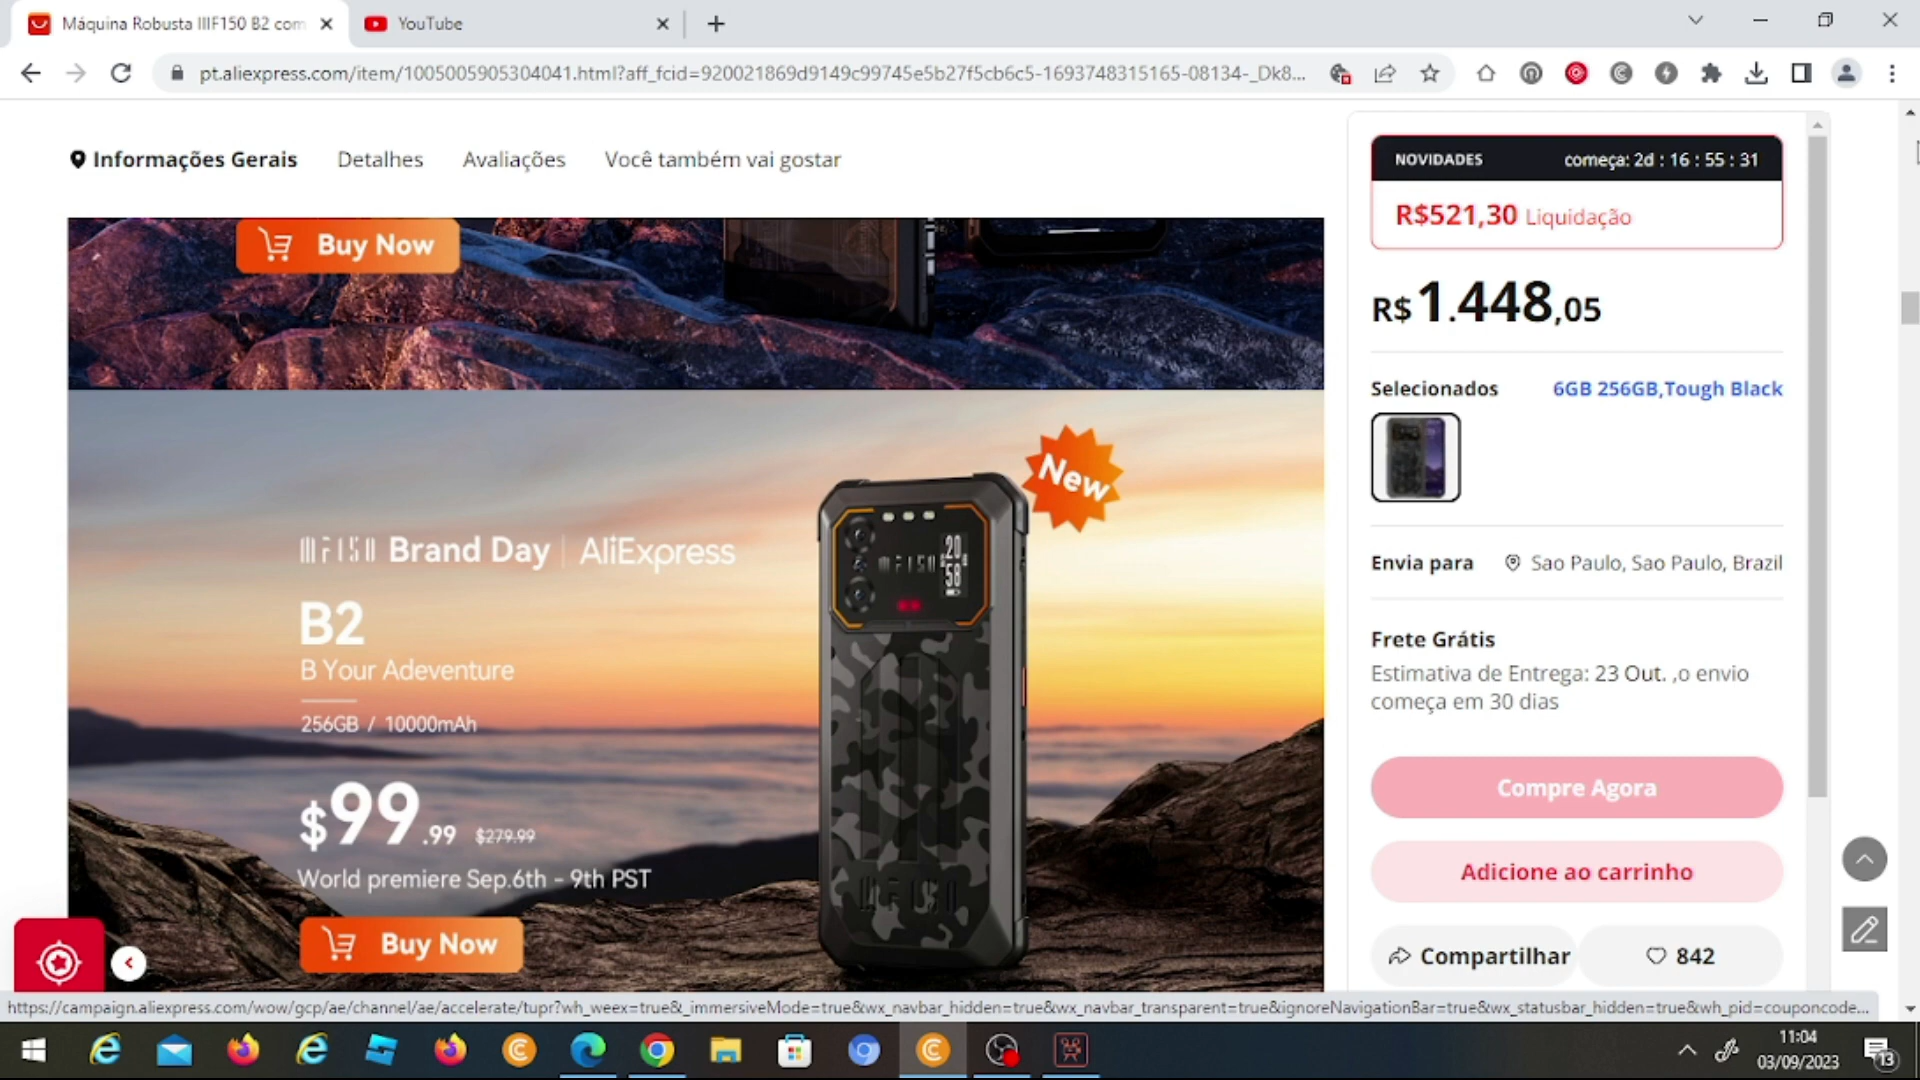 Máquina Robusta IIIF150 B2 com
YouTube
pt.aliexpress.com/item/1005005905304041.html?aff_fcid=920021869d9149c99745e5b27f5cb6c5-1693748315165-08134-_Dk8...
Informações Gerais
Detalhes
Avaliações
Você também vai gostar
Buy Now
New
IIIF150 Brand Day | AliExpress
B2
B Your Adeventure
256GB / 10000mAh
$99.99 $279.99
World premiere Sep.6th - 9th PST
Buy Now
IIIF150
20
58
IIIF150
NOVIDADES
começa: 2d : 16 : 55 : 31
R$521,30 Liquidação
R$ 1.448,05
Selecionados
6GB 256GB,Tough Black
Envia para
Sao Paulo, Sao Paulo, Brazil
Frete Grátis
Estimativa de Entrega: 23 Out. ,o envio
começa em 30 dias
Compre Agora
Adicione ao carrinho
Compartilhar
842
https://campaign.aliexpress.com/wow/gcp/ae/channel/ae/accelerate/tupr?wh_weex=true&_immersiveMode=true&wx_navbar_hidden=true&wx_navbar_transparent=true&ignoreNavigationBar=true&wx_statusbar_hidden=true&wh_pid=couponcode...
11:04
03/09/2023
13